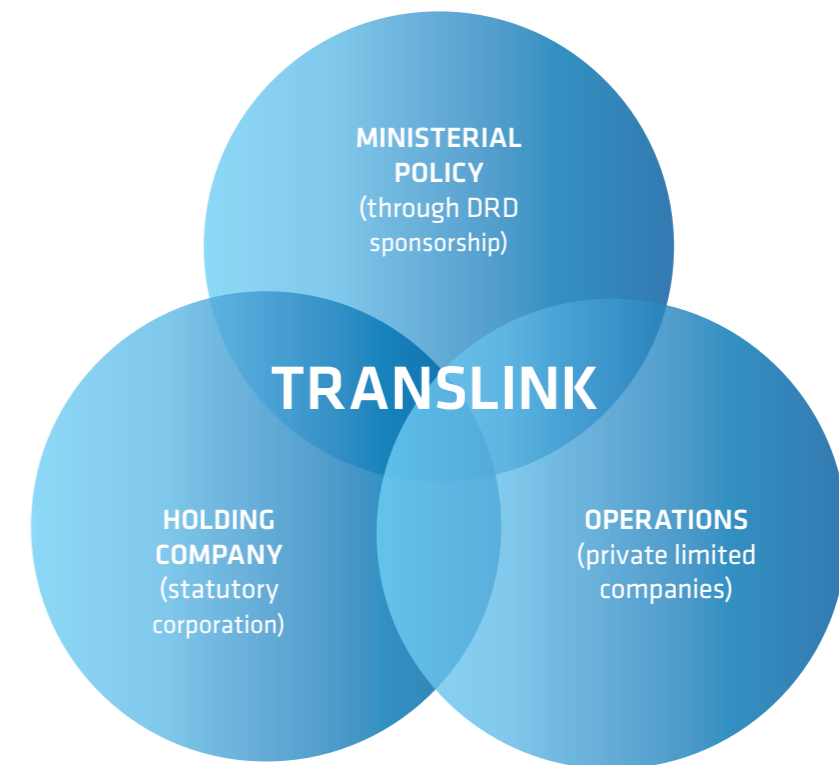 MINISTERIAL
POLICY
(through DRD
sponsorship)
TRANSLINK
HOLDING
COMPANY
(statutory
corporation)
OPERATIONS
(private limited
companies)